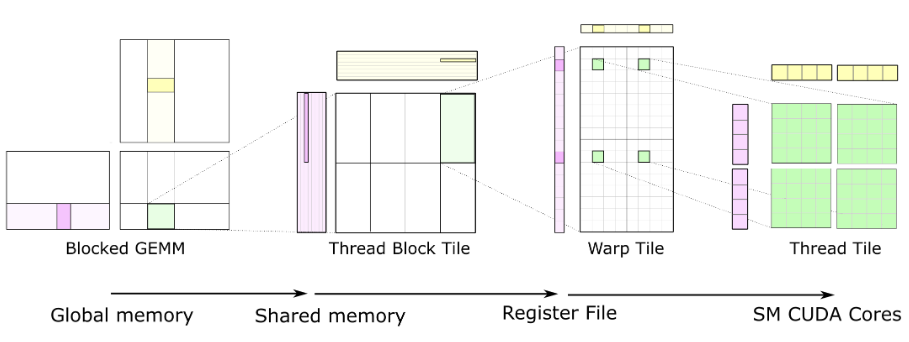 Blocked GEMM
Thread Block Tile
Warp Tile
Thread Tile
Global memory
Shared memory
Register File
SM CUDA Cores